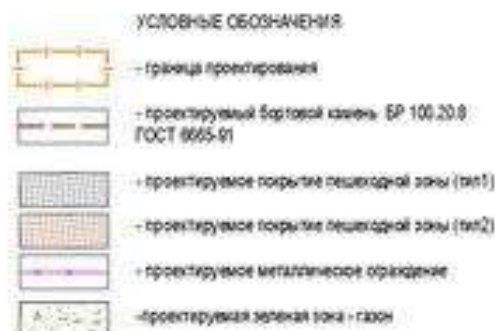 УСЛОВНЫЕ ОБОЗНАЧЕНИЯ
- граница проектирования
- проектируемый бортовой камень БР 100.20.8
ГОСТ 6665-91
- проектируемое покрытие пешеходной зоны (тип1)
- проектируемое покрытие пешеходной зоны (тип2)
- проектируемое металлическое ограждение
-проектируемая зеленая зона - газон